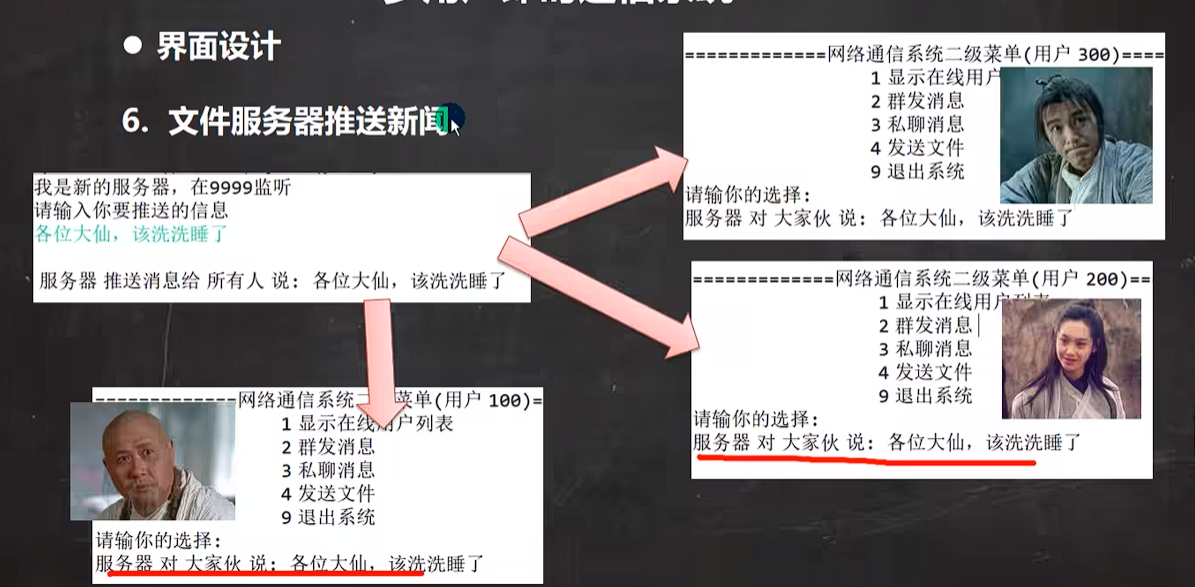 ● 界面设计
6. 文件服务器推送新闻
我是新的服务器，在9999监听
请输入你要推送的信息
各位大仙，该洗洗睡了
服务器 推送消息给 所有人 说: 各位大仙，该洗洗睡了
=============网络通信系统二级菜单(用户 300)====
1 显示在线用户
2 群发消息
3 私聊消息
4 发送文件
9 退出系统
请输你的选择:
服务器 对 大家伙 说: 各位大仙，该洗洗睡了
=============网络通信系统二级菜单(用户 200)==
1 显示在线用户列表
2 群发消息
3 私聊消息
4 发送文件
9 退出系统
请输你的选择:
服务器 对 大家伙 说: 各位大仙，该洗洗睡了
=============网络通信系统二级菜单(用户 100)=
1 显示在线用户列表
2 群发消息
3 私聊消息
4 发送文件
9 退出系统
请输你的选择:
服务器 对 大家伙 说: 各位大仙，该洗洗睡了